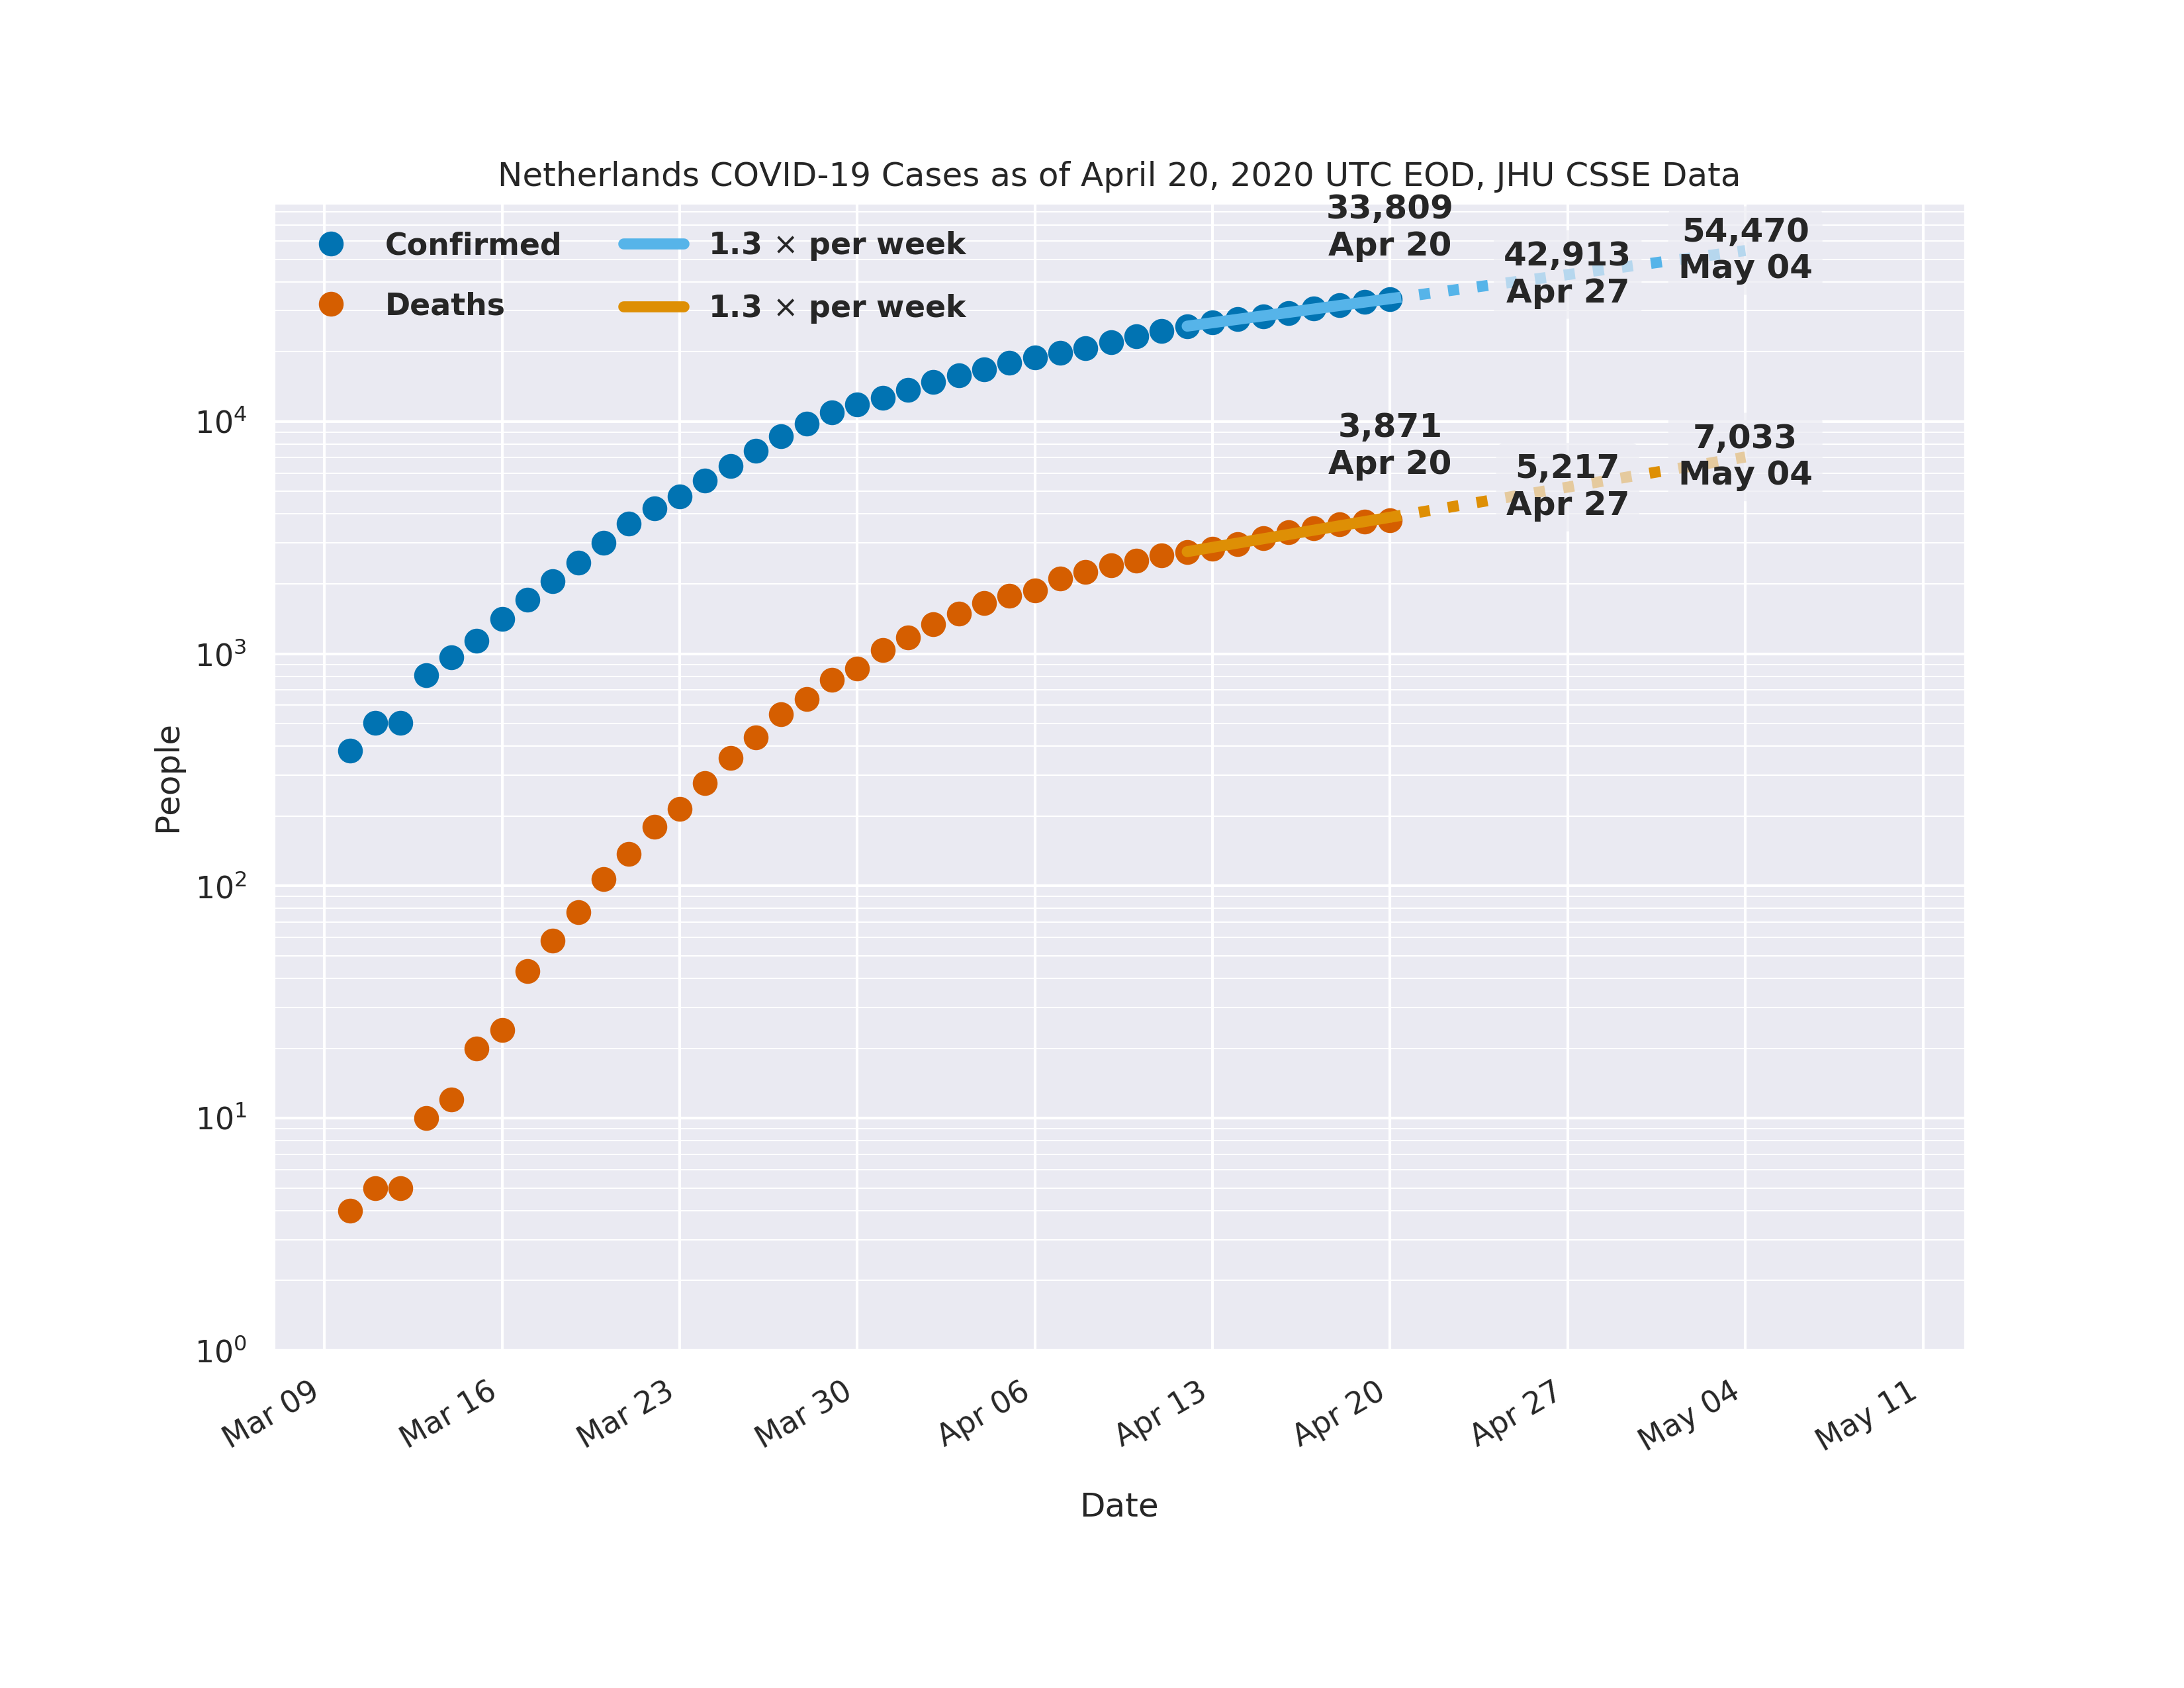 Netherlands COVID-19 Cases as of April 20, 2020 UTC EOD, JHU CSSE Data
Confirmed
Deaths
1.3 × per week
1.3 × per week
33,809
Apr 20
42,913
Apr 27
54,470
May 04
3,871
Apr 20
5,217
Apr 27
7,033
May 04
People
10⁴
10³
10²
10¹
10⁰
Mar 09
Mar 16
Mar 23
Mar 30
Apr 06
Apr 13
Apr 20
Apr 27
May 04
May 11
Date